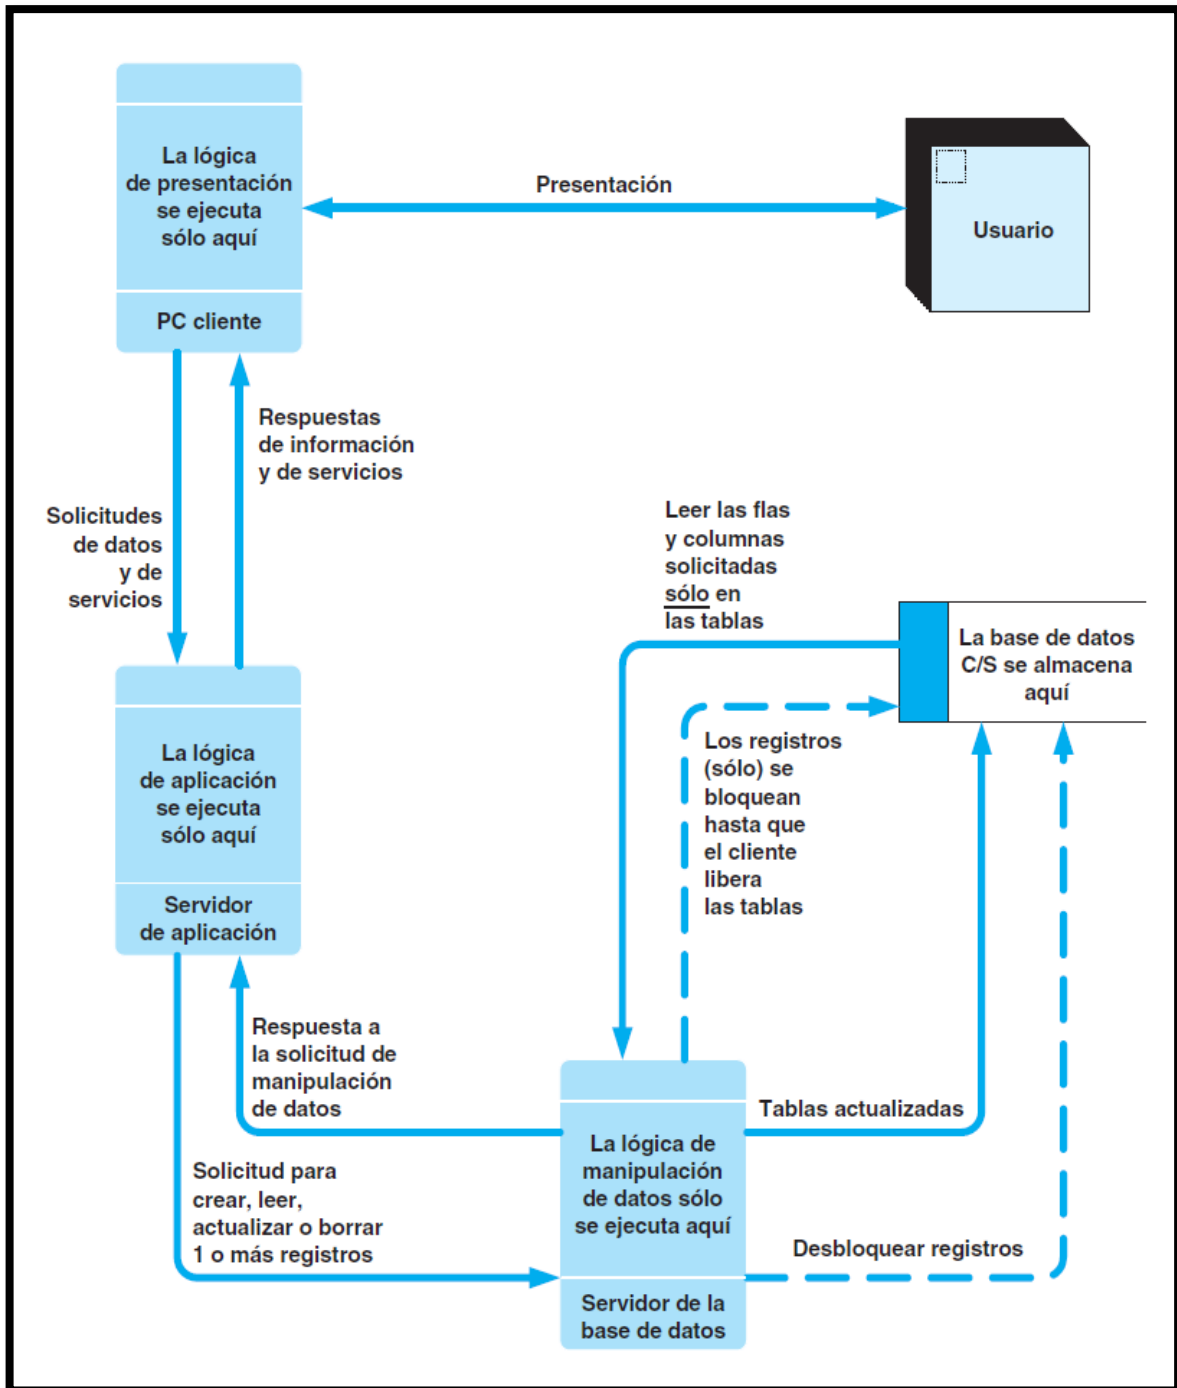 La lógica
de presentación
se ejecuta
sólo aquí
PC cliente
Presentación
Usuario
Respuestas
de información
y de servicios
Solicitudes
de datos
y de
servicios
Leer las flas
y columnas
solicitadas
sólo en
las tablas
La base de datos
C/S se almacena
aquí
Los registros
(sólo) se
bloquean
hasta que
el cliente
libera
las tablas
La lógica
de aplicación
se ejecuta
sólo aquí
Servidor
de aplicación
Respuesta a
la solicitud de
manipulación
de datos
Tablas actualizadas
La lógica de
manipulación
de datos sólo
se ejecuta aquí
Solicitud para
crear, leer,
actualizar o borrar
1 o más registros
Desbloquear registros
Servidor de la
base de datos